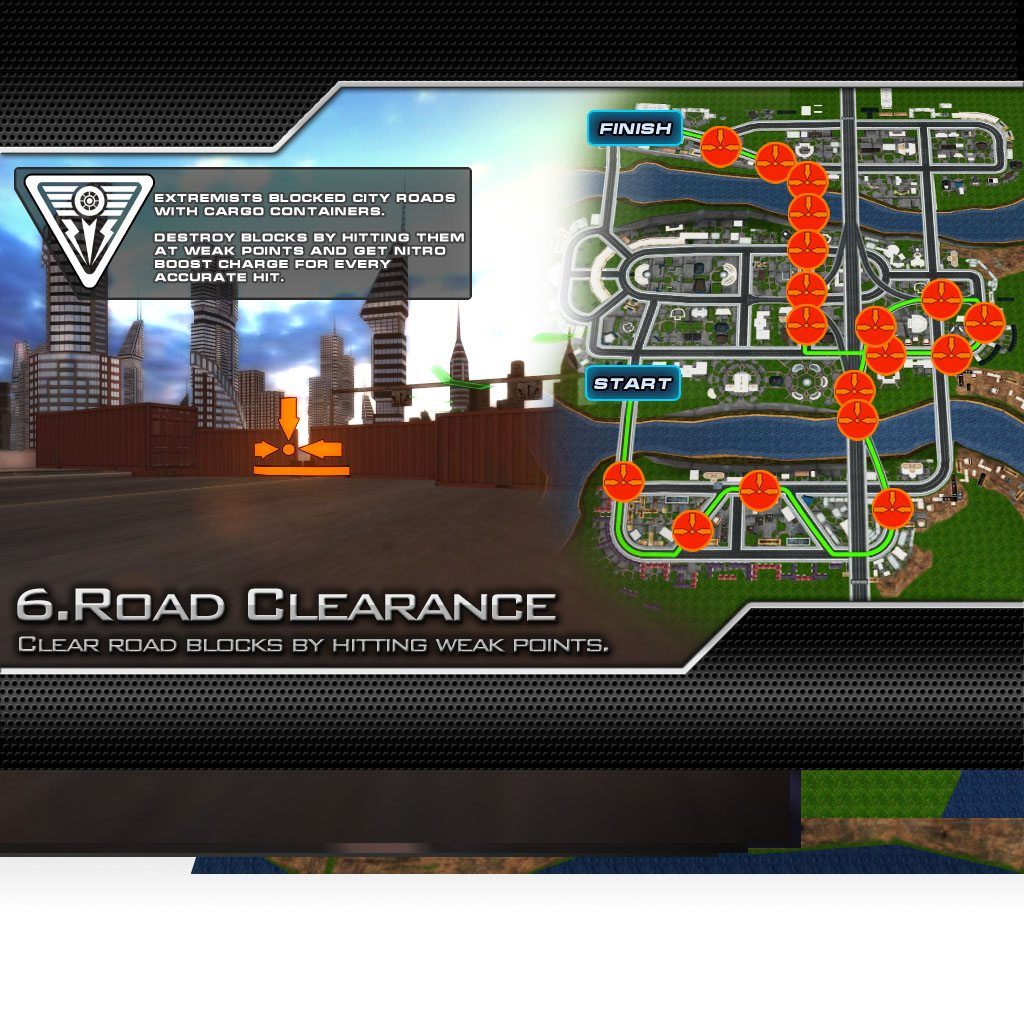 FINISH
EXTREMISTS BLOCKED CITY ROADS
WITH CARGO CONTAINERS.
DESTROY BLOCKS BY HITTING THEM
AT WEAK POINTS AND GET NITRO
BOOST CHARGE FOR EVERY
ACCURATE HIT.
START
6.Road Clearance
Clear road blocks by hitting weak points.